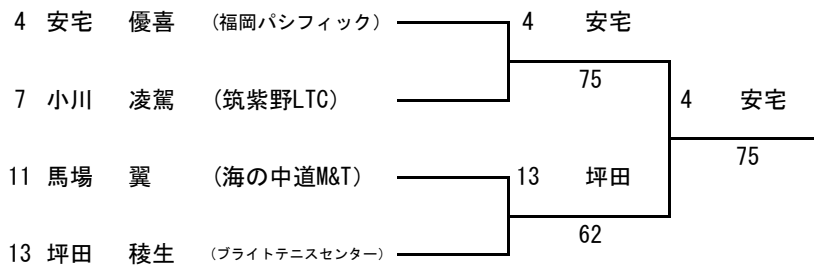 4 安宅 優喜 (福岡パシフィック) 4 安宅
75
7 小川 凌駕 (筑紫野LTC) 4 安宅
75
11 馬場 翼 (海の中道M&T) 13 坪田
62
13 坪田 稜生 (ブライトテニスセンター)